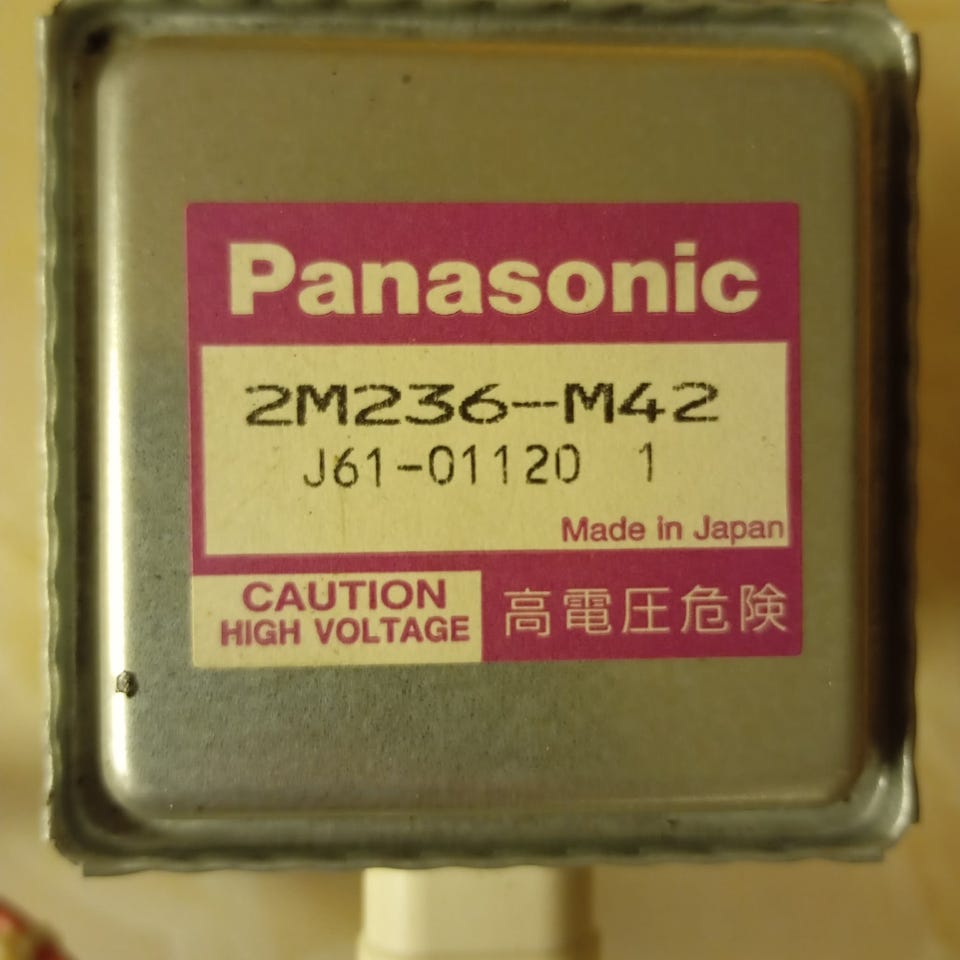 Panasonic
2M236-M42
J61-01120 1
Made in Japan
CAUTION
HIGH VOLTAGE
高電圧危険